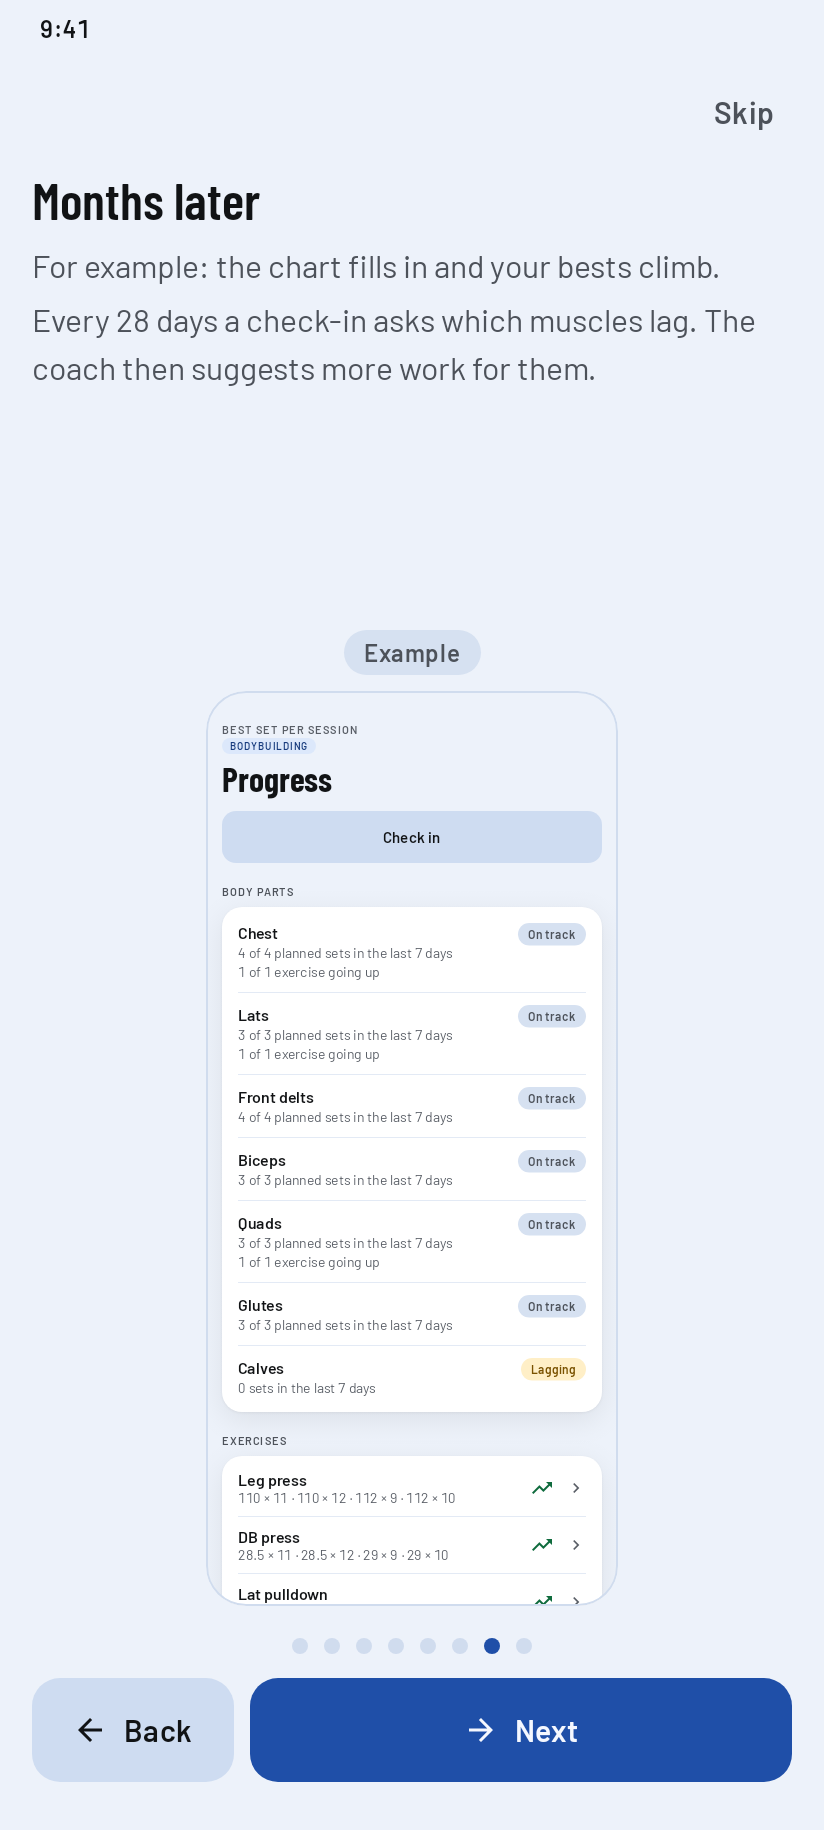 9:41
Skip
Months later
For example: the chart fills in and your bests climb.
Every 28 days a check-in asks which muscles lag. The
coach then suggests more work for them.
Example
BEST SET PER SESSION
BODYBUILDING
Progress
Check in
BODY PARTS
Chest
On track
4 of 4 planned sets in the last 7 days
1 of 1 exercise going up
Lats
On track
3 of 3 planned sets in the last 7 days
1 of 1 exercise going up
Front delts
On track
4 of 4 planned sets in the last 7 days
Biceps
On track
3 of 3 planned sets in the last 7 days
Quads
On track
3 of 3 planned sets in the last 7 days
1 of 1 exercise going up
Glutes
On track
3 of 3 planned sets in the last 7 days
Calves
Lagging
0 sets in the last 7 days
EXERCISES
Leg press
110 × 11 · 110 × 12 · 112 × 9 · 112 × 10
DB press
28.5 × 11 · 28.5 × 12 · 29 × 9 · 29 × 10
Lat pulldown
Back
Next